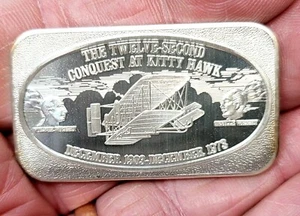 THE TWELVE-SECOND
CONQUEST AT KITTY HAWK
DECEMBER 1903-DECEMBER 1973